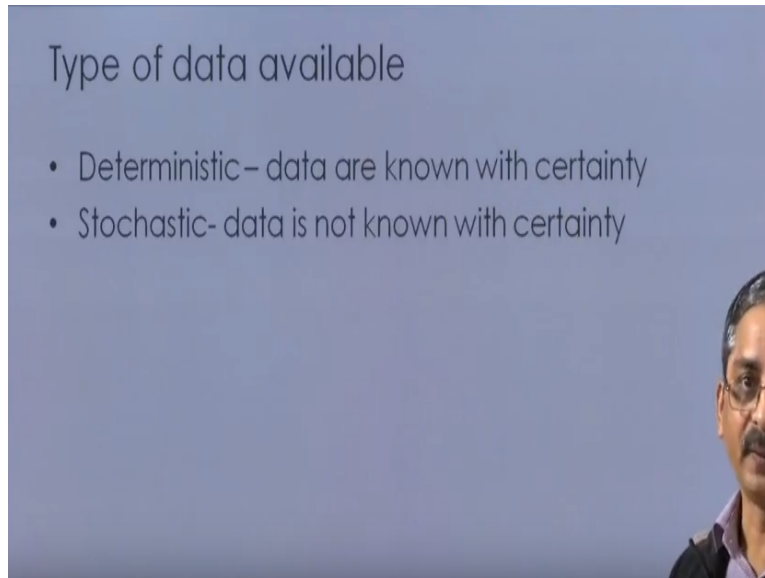 Type of data available
• Deterministic – data are known with certainty
• Stochastic- data is not known with certainty